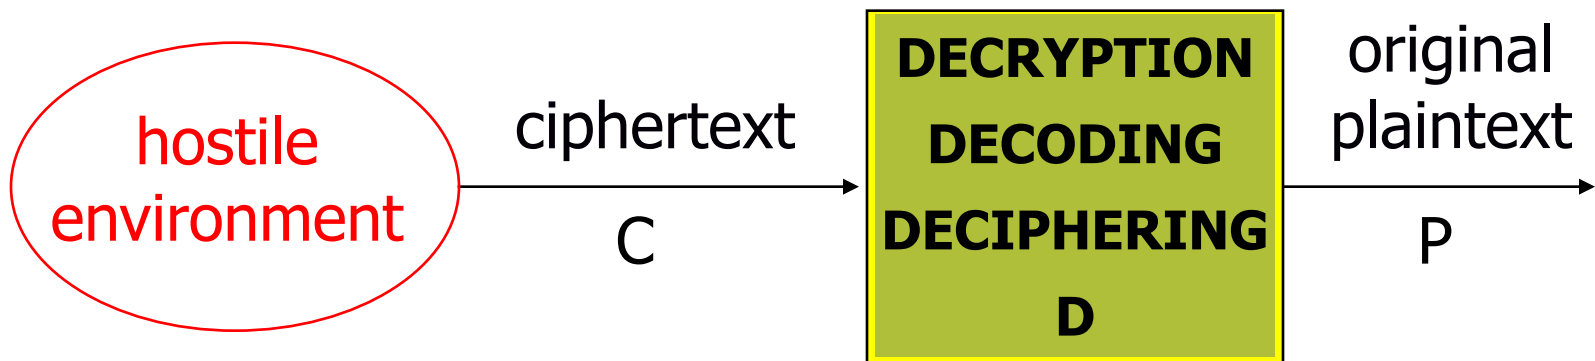 hostile
environment
ciphertext
C
DECRYPTION
DECODING
DECIPHERING
D
original
plaintext
P